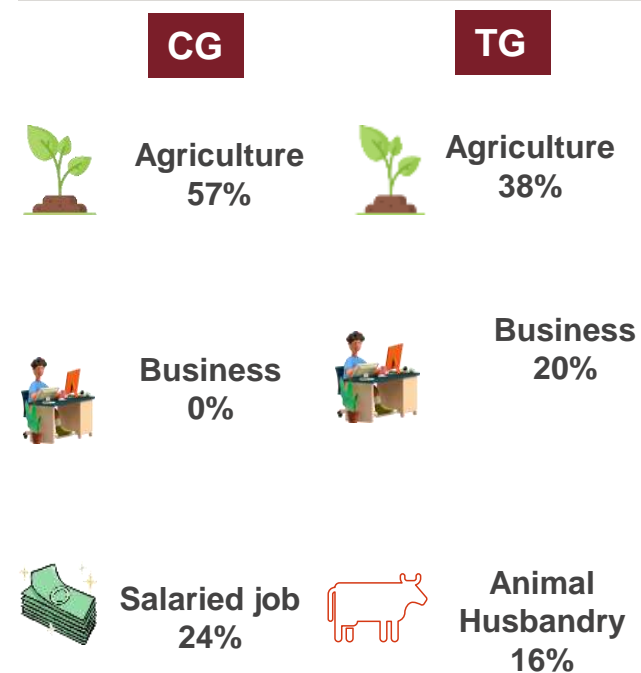 CG
TG
Agriculture
57%
Agriculture
38%
Business
0%
Business
20%
Salaried job
24%
Animal
Husbandry
16%